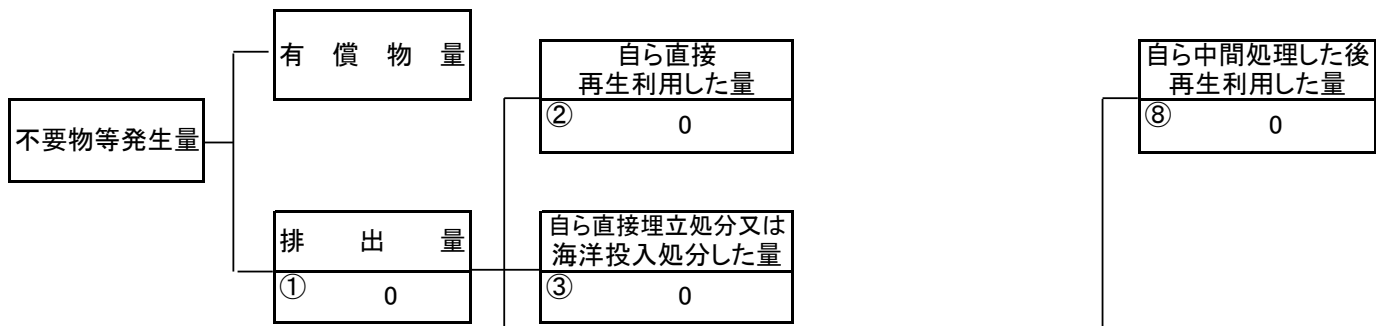 不要物等発生量
有償物量
排出量
① 0
自ら直接
再生利用した量
② 0
自ら直接埋立処分又は
海洋投入処分した量
③ 0
自ら中間処理した後
再生利用した量
⑧ 0